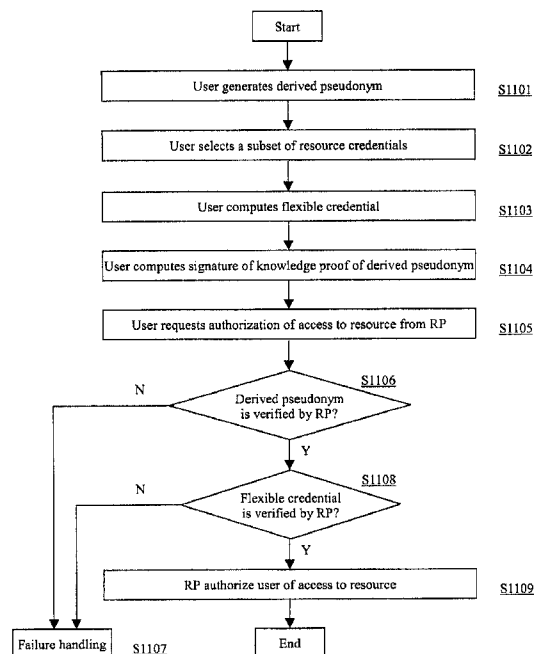 Start
User generates derived pseudonym
S1101
User selects a subset of resource credentials
S1102
User computes flexible credential
S1103
User computes signature of knowledge proof of derived pseudonym
S1104
User requests authorization of access to resource from RP
S1105
S1106
N
Derived pseudonym
is verified by RP?
Y
S1108
N
Flexible credential
is verified by RP?
Y
RP authorize user of access to resource
S1109
Failure handling
S1107
End